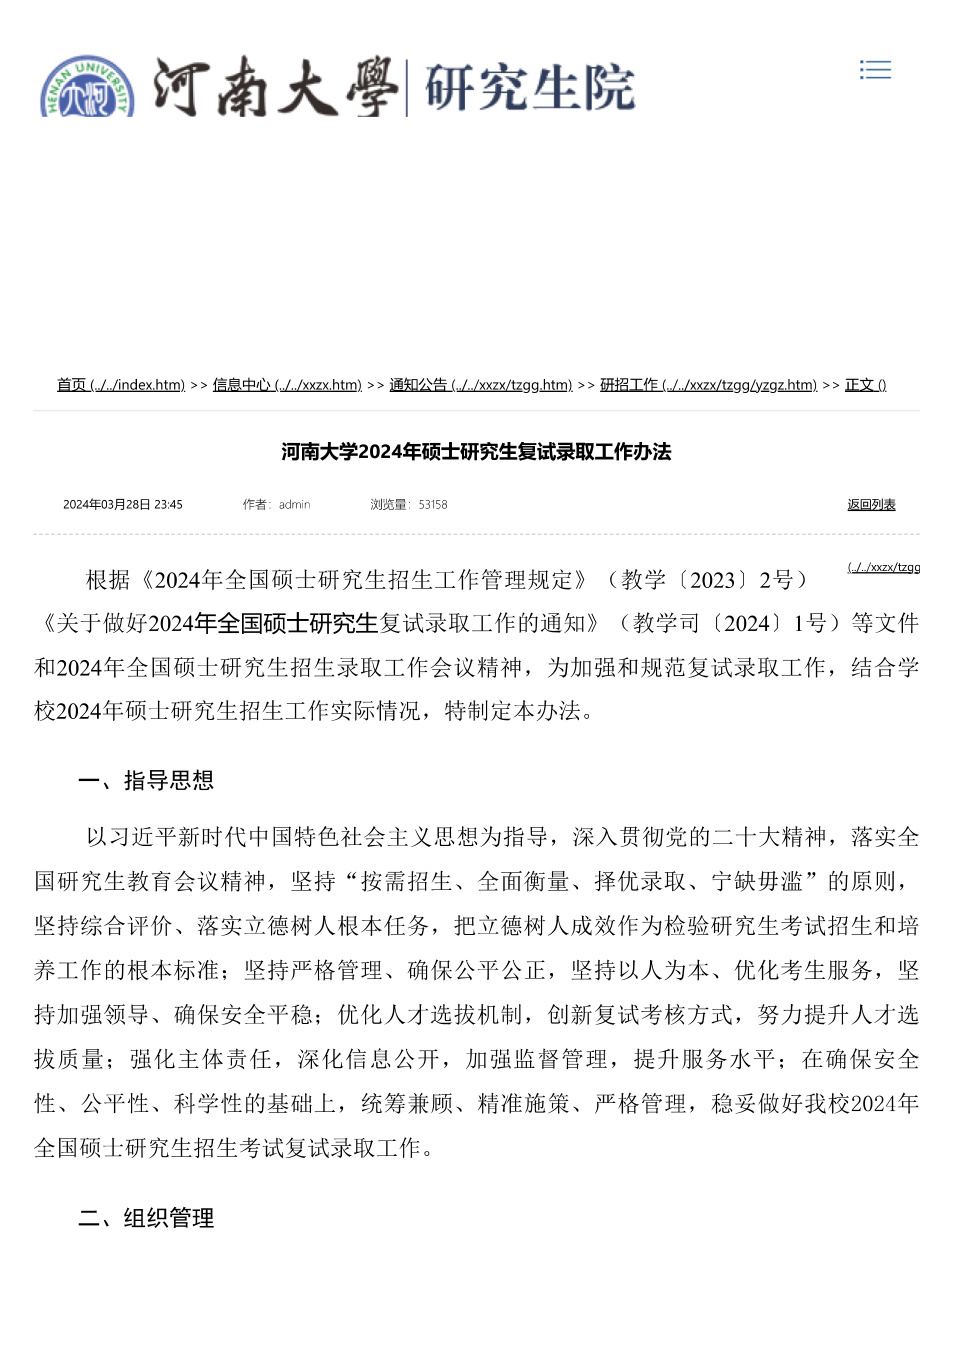 HENAN UNIVERSITY
河南大學 研究生院
首页 (../../index.htm) >> 信息中心 (../../xxzx.htm) >> 通知公告 (../../xxzx/tzgg.htm) >> 研招工作 (../../xxzx/tzgg/yzgz.htm) >> 正文 ()
河南大学2024年硕士研究生复试录取工作办法
2024年03月28日 23:45 作者：admin 浏览量：53158 返回列表
(../../xxzx/tzgg
根据《2024年全国硕士研究生招生工作管理规定》（教学〔2023〕2号）
《关于做好2024年全国硕士研究生复试录取工作的通知》（教学司〔2024〕1号）等文件
和2024年全国硕士研究生招生录取工作会议精神，为加强和规范复试录取工作，结合学
校2024年硕士研究生招生工作实际情况，特制定本办法。
一、指导思想
以习近平新时代中国特色社会主义思想为指导，深入贯彻党的二十大精神，落实全
国研究生教育会议精神，坚持“按需招生、全面衡量、择优录取、宁缺毋滥”的原则，
坚持综合评价、落实立德树人根本任务，把立德树人成效作为检验研究生考试招生和培
养工作的根本标准；坚持严格管理、确保公平公正，坚持以人为本、优化考生服务，坚
持加强领导、确保安全平稳；优化人才选拔机制，创新复试考核方式，努力提升人才选
拔质量；强化主体责任，深化信息公开，加强监督管理，提升服务水平；在确保安全
性、公平性、科学性的基础上，统筹兼顾、精准施策、严格管理，稳妥做好我校2024年
全国硕士研究生招生考试复试录取工作。
二、组织管理